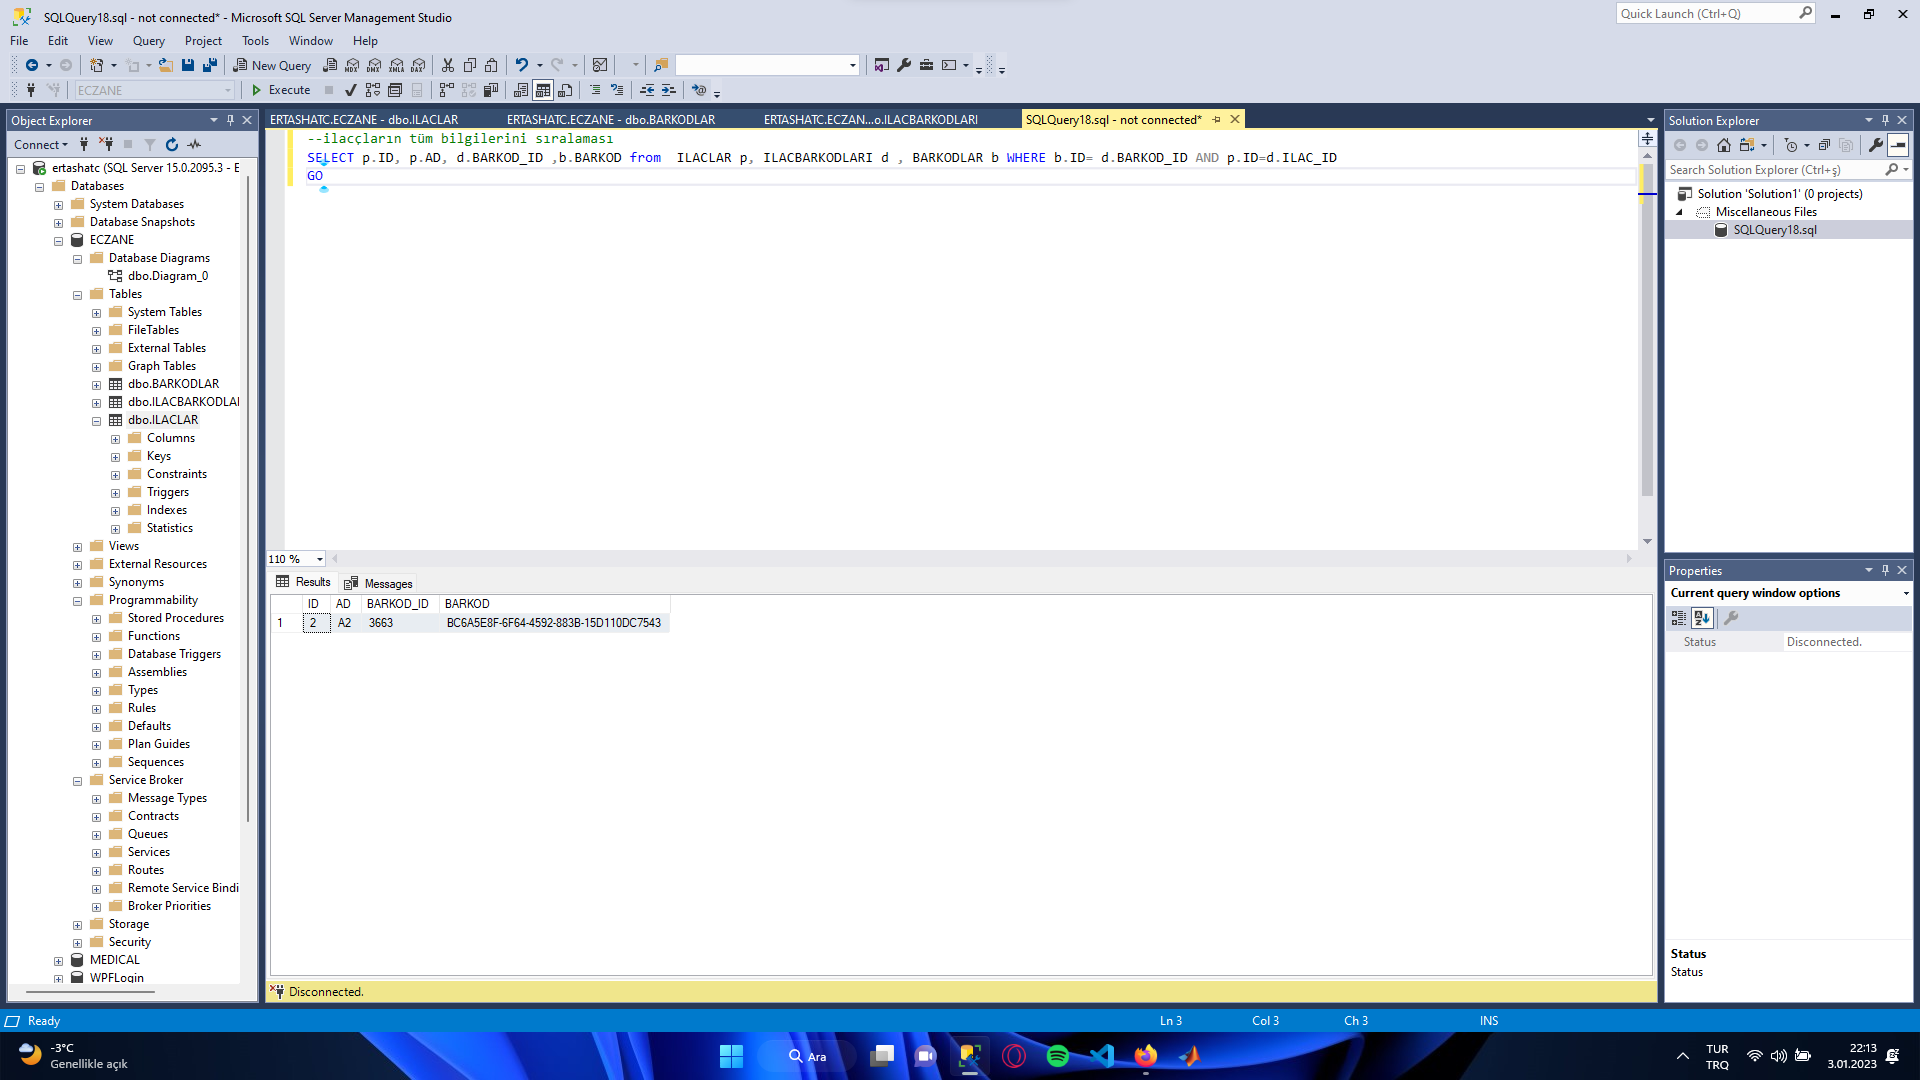 SQLQuery18.sql - not connected* - Microsoft SQL Server Management Studio
Quick Launch (Ctrl+Q)
File Edit View Query Project Tools Window Help
New Query
MDX DMX XMLA DAX
ECZANE
Execute
Object Explorer
Connect
ertashatc (SQL Server 15.0.2095.3 - E
Databases
System Databases
Database Snapshots
ECZANE
Database Diagrams
dbo.Diagram_0
Tables
System Tables
FileTables
External Tables
Graph Tables
dbo.BARKODLAR
dbo.ILACBARKODLAI
dbo.ILACLAR
Columns
Keys
Constraints
Triggers
Indexes
Statistics
Views
External Resources
Synonyms
Programmability
Stored Procedures
Functions
Database Triggers
Assemblies
Types
Rules
Defaults
Plan Guides
Sequences
Service Broker
Message Types
Contracts
Queues
Services
Routes
Remote Service Bindi
Broker Priorities
Storage
Security
MEDICAL
WPFLogin
ERTASHATC.ECZANE - dbo.ILACLAR
ERTASHATC.ECZANE - dbo.BARKODLAR
ERTASHATC.ECZAN...o.ILACBARKODLARI
SQLQuery18.sql - not connected*
--ilacçların tüm bilgilerini sıralaması
SELECT p.ID, p.AD, d.BARKOD_ID ,b.BARKOD from  ILACLAR p, ILACBARKODLARI d , BARKODLAR b WHERE b.ID= d.BARKOD_ID AND p.ID=d.ILAC_ID
GO
110 %
Results Messages
ID AD BARKOD_ID BARKOD
1 2 A2 3663 BC6A5E8F-6F64-4592-883B-15D110DC7543
Disconnected.
Solution Explorer
Search Solution Explorer (Ctrl+ş)
Solution 'Solution1' (0 projects)
Miscellaneous Files
SQLQuery18.sql
Properties
Current query window options
Status Disconnected.
Status
Status
Ready
Ln 3
Col 3
Ch 3
INS
-3°C
Genellikle açık
Ara
TUR
TRQ
22:13
3.01.2023